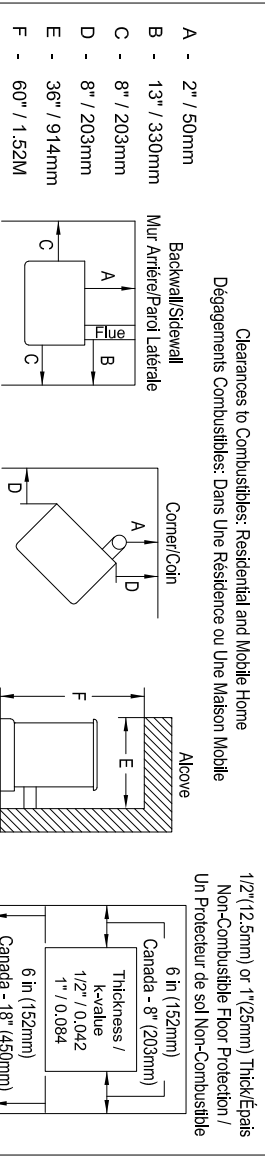 Clearances to Combustibles: Residential and Mobile Home
Dégagements Combustibles: Dans Une Résidence ou Une Maison Mobile
A - 2" / 50mm
B - 13" / 330mm
C - 8" / 203mm
D - 8" / 203mm
E - 36" / 914mm
F - 60" / 1.52M
Backwall/Sidewall
Mur Arriére/Paroi Latérale
A
Flue
B
C
C
Corner/Coin
A
D
D
Alcove
E
F
1/2"(12.5mm) or 1"(25mm) Thick/Épais
Non-Combustible Floor Protection /
Un Protecteur de sol Non-Combustible
6 in (152mm)
Canada - 8" (203mm)
Thickness /
k-value
1/2" / 0.042
1" / 0.084
6 in (152mm)
Canada - 18" (450mm)